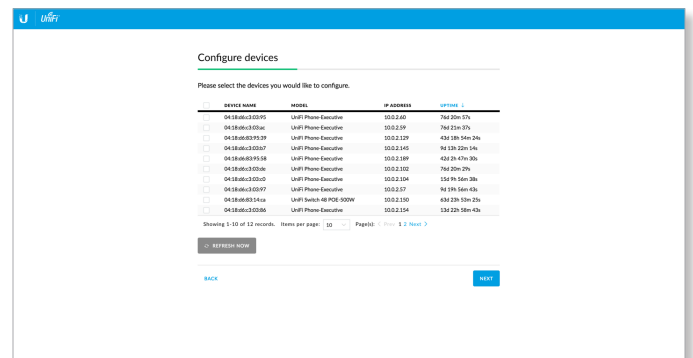 U UniFi
Configure devices
Please select the devices you would like to configure.
DEVICE NAME MODEL IP ADDRESS UPTIME ↓
04:18:d6:c3:03:95 UniFi Phone-Executive 10.0.2.60 76d 20m 57s
04:18:d6:c3:03:ac UniFi Phone-Executive 10.0.2.59 76d 21m 37s
04:18:d6:83:95:39 UniFi Phone-Executive 10.0.2.129 43d 18h 54m 24s
04:18:d6:c3:03:b7 UniFi Phone-Executive 10.0.2.145 9d 13h 22m 14s
04:18:d6:83:95:58 UniFi Phone-Executive 10.0.2.189 42d 2h 47m 30s
04:18:d6:c3:03:de UniFi Phone-Executive 10.0.2.102 76d 20m 29s
04:18:d6:c3:03:c0 UniFi Phone-Executive 10.0.2.104 15d 9h 56m 38s
04:18:d6:c3:03:97 UniFi Phone-Executive 10.0.2.57 9d 19h 56m 43s
04:18:d6:83:14:ca UniFi Switch 48 POE-500W 10.0.2.150 63d 23h 53m 25s
04:18:d6:c3:03:86 UniFi Phone-Executive 10.0.2.154 13d 22h 58m 43s
Showing 1-10 of 12 records. Items per page: 10 Page(s): < Prev 1 2 Next >
REFRESH NOW
BACK NEXT